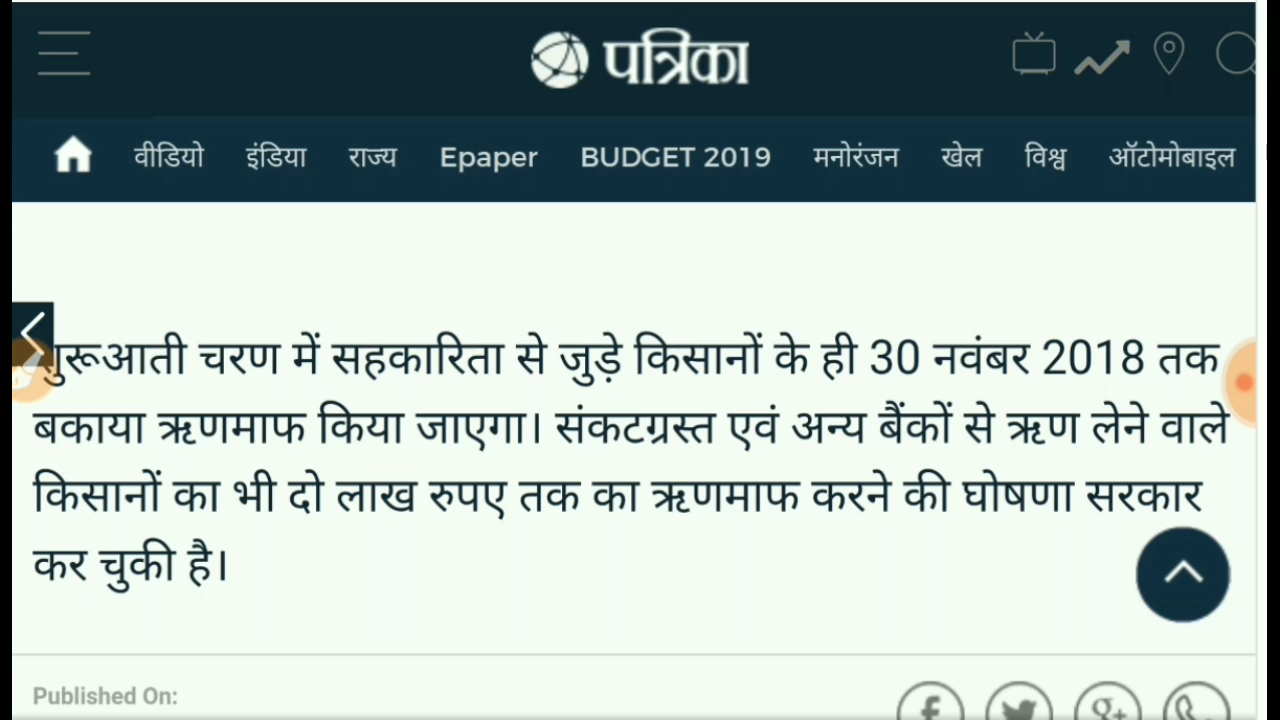 पत्रिका
वीडियो इंडिया राज्य Epaper BUDGET 2019 मनोरंजन खेल विश्व ऑटोमोबाइल
चरण में सहकारिता से जुड़े किसानों के ही 30 नवंबर 2018 तक
बकाया ऋणमाफ किया जाएगा। संकटग्रस्त एवं अन्य बैंकों से ऋण लेने वाले
किसानों का भी दो लाख रुपए तक का ऋणमाफ करने की घोषणा सरकार
कर चुकी है।
Published On: